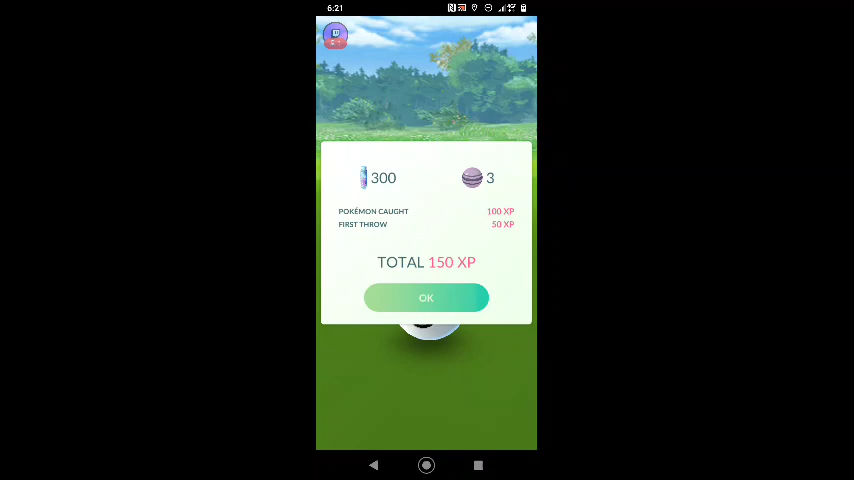 6:21
300
3
POKÉMON CAUGHT 100 XP
FIRST THROW 50 XP
TOTAL 150 XP
OK